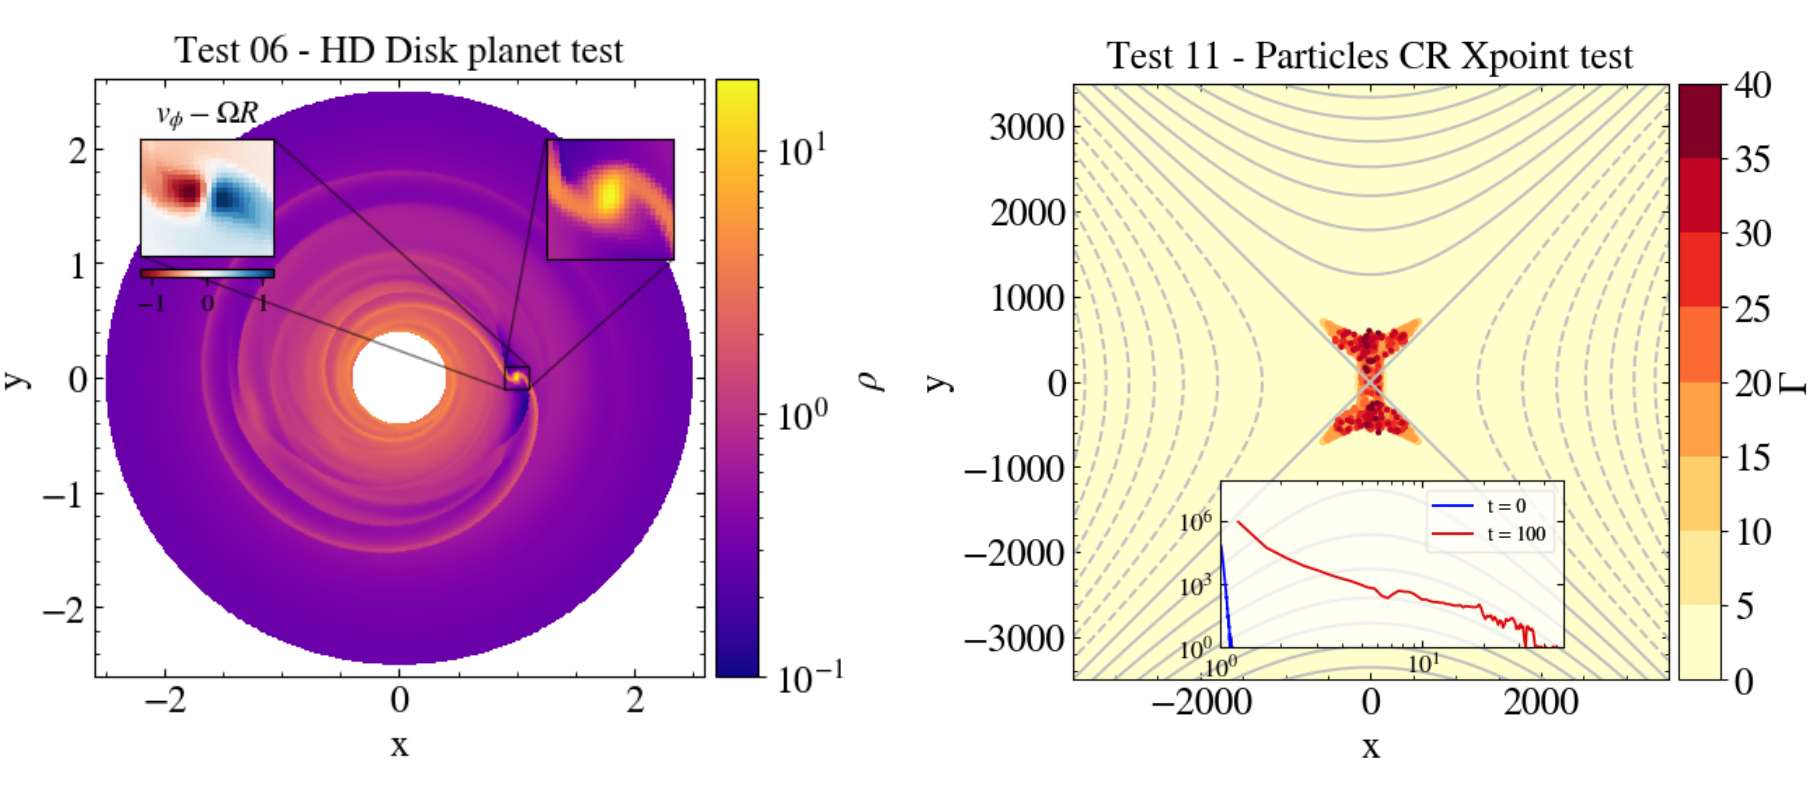 Test 06 - HD Disk planet test
v_ϕ − ΩR
−1 0 1
2
1
0
−1
−2
y
−2 0 2
x
10^1
10^0
10^−1
ρ
Test 11 - Particles CR Xpoint test
3000
2000
1000
0
−1000
−2000
−3000
y
−2000 0 2000
x
t = 0
t = 100
10^6
10^3
10^0
10^0 10^1
40
35
30
25
20
15
10
5
0
Γ